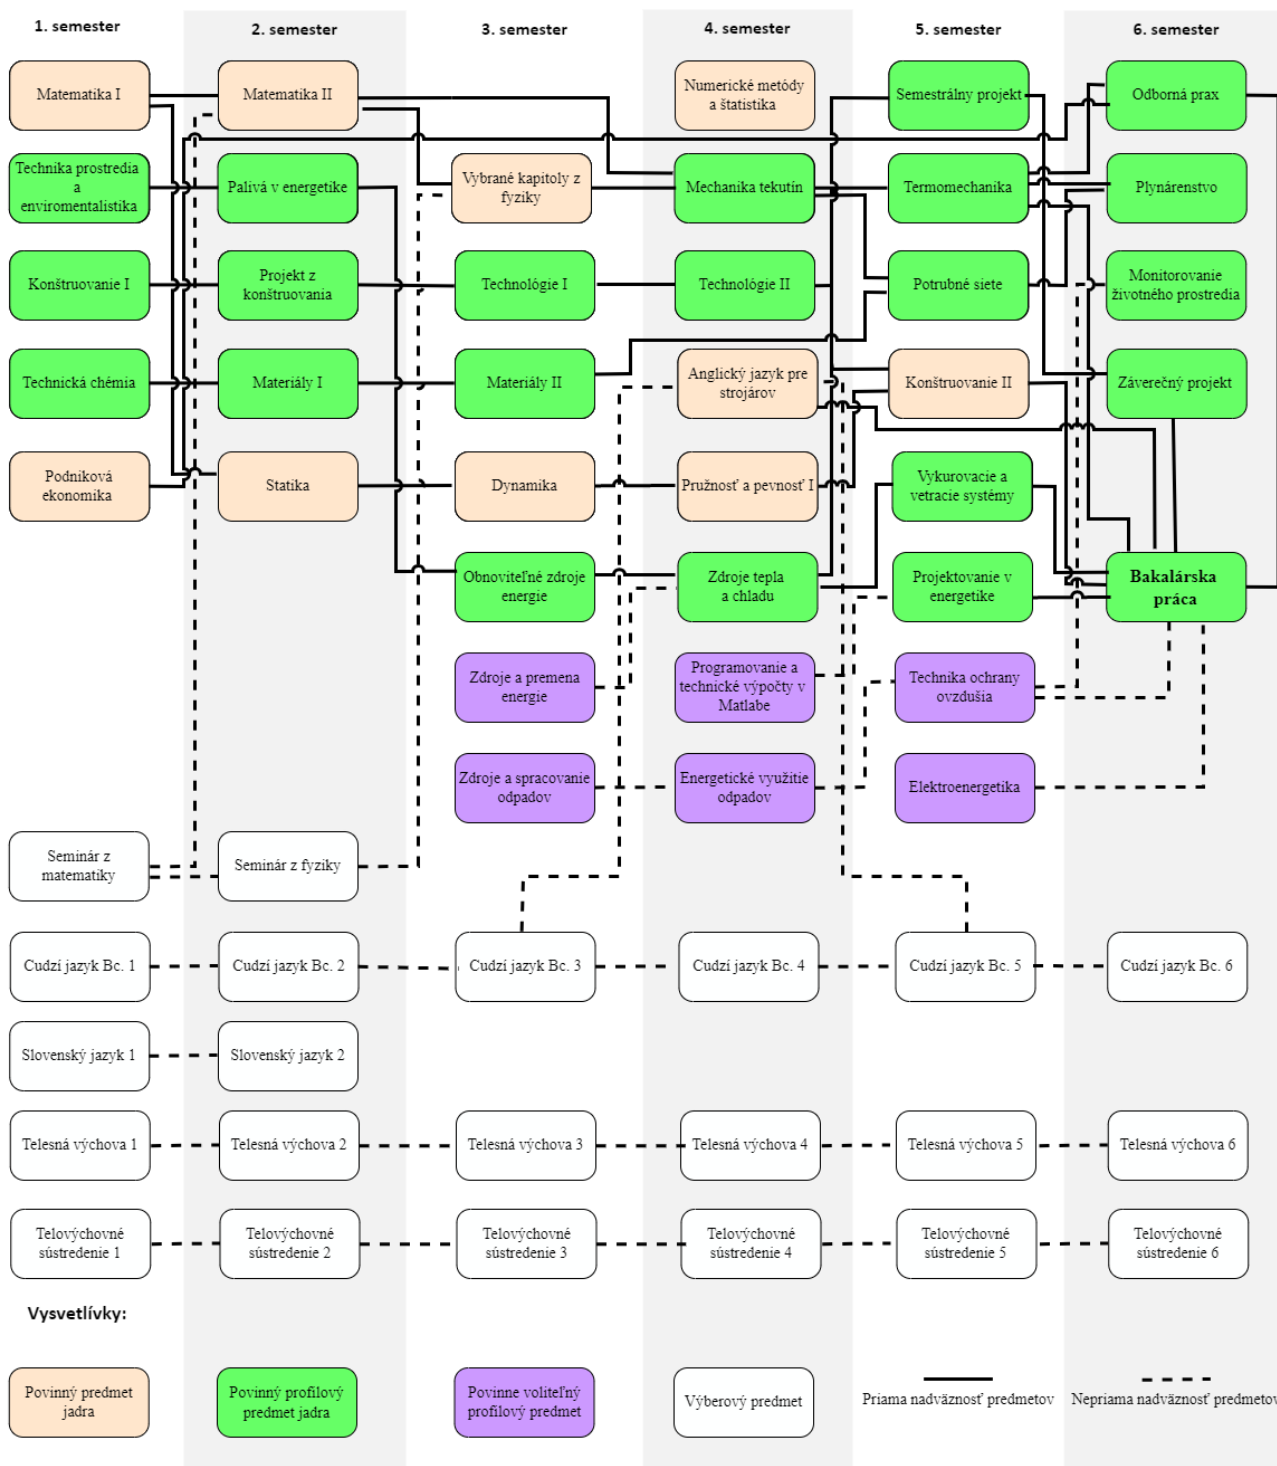 1. semester
2. semester
3. semester
4. semester
5. semester
6. semester
Matematika I
Matematika II
Numerické metódy
a štatistika
Semestrálny projekt
Odborná prax
Technika prostredia
a
enviromentalistika
Palivá v energetike
Vybrané kapitoly z
fyziky
Mechanika tekutín
Termomechanika
Plynárenstvo
Konštruovanie I
Projekt z
konštruovania
Technológie I
Technológie II
Potrubné siete
Monitorovanie
životného prostredia
Technická chémia
Materiály I
Materiály II
Anglický jazyk pre
strojárov
Konštruovanie II
Záverečný projekt
Podniková
ekonomika
Statika
Dynamika
Pružnosť a pevnosť I
Vykurovacie a
vetracie systémy
Obnoviteľné zdroje
energie
Zdroje tepla
a chladu
Projektovanie v
energetike
Bakalárska
práca
Zdroje a premena
energie
Programovanie a
technické výpočty v
Matlabe
Technika ochrany
ovzdušia
Zdroje a spracovanie
odpadov
Energetické využitie
odpadov
Elektroenergetika
Seminár z
matematiky
Seminár z fyziky
Cudzí jazyk Bc. 1
Cudzí jazyk Bc. 2
Cudzí jazyk Bc. 3
Cudzí jazyk Bc. 4
Cudzí jazyk Bc. 5
Cudzí jazyk Bc. 6
Slovenský jazyk 1
Slovenský jazyk 2
Telesná výchova 1
Telesná výchova 2
Telesná výchova 3
Telesná výchova 4
Telesná výchova 5
Telesná výchova 6
Telovýchovné
sústredenie 1
Telovýchovné
sústredenie 2
Telovýchovné
sústredenie 3
Telovýchovné
sústredenie 4
Telovýchovné
sústredenie 5
Telovýchovné
sústredenie 6
Vysvetlívky:
Povinný predmet
jadra
Povinný profilový
predmet jadra
Povinne voliteľný
profilový predmet
Výberový predmet
Priama nadväznosť predmetov
Nepriama nadväznosť predmetov